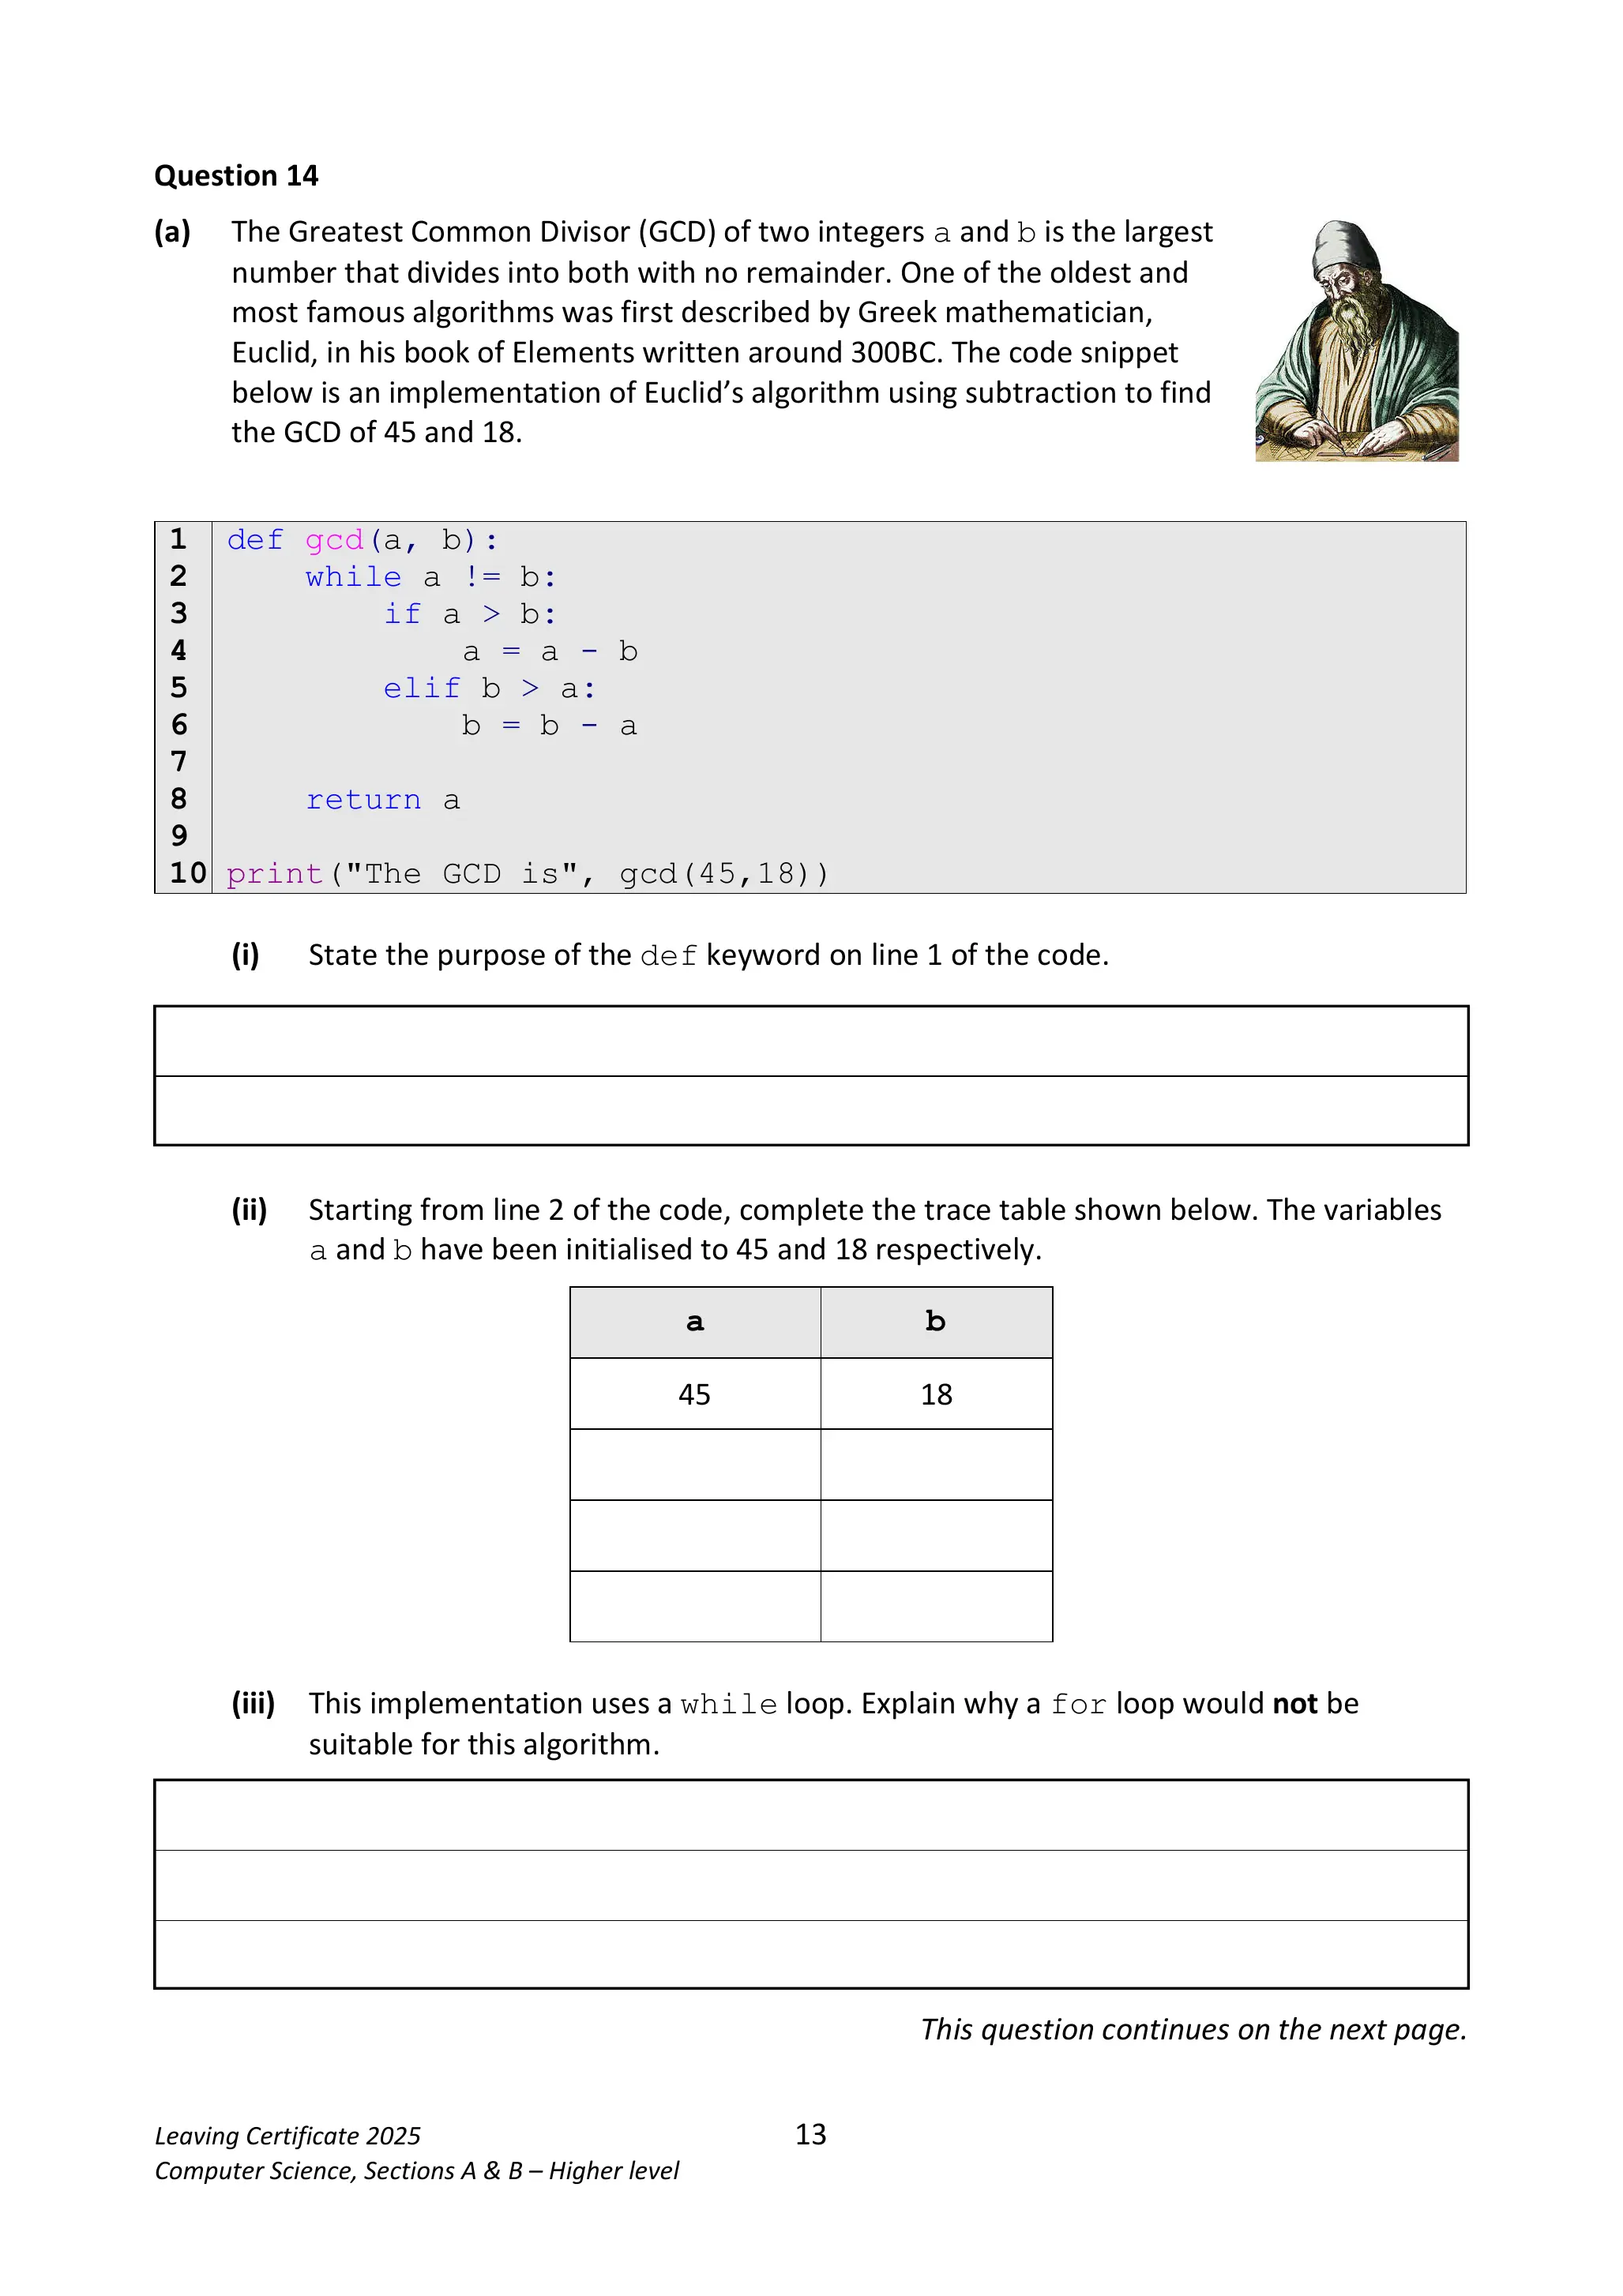 Question 14
(a) The Greatest Common Divisor (GCD) of two integers a and b is the largest
number that divides into both with no remainder. One of the oldest and
most famous algorithms was first described by Greek mathematician,
Euclid, in his book of Elements written around 300BC. The code snippet
below is an implementation of Euclid’s algorithm using subtraction to find
the GCD of 45 and 18.
1 def gcd(a, b):
2     while a != b:
3         if a > b:
4             a = a - b
5         elif b > a:
6             b = b - a
7
8     return a
9
10 print("The GCD is", gcd(45,18))
(i) State the purpose of the def keyword on line 1 of the code.
(ii) Starting from line 2 of the code, complete the trace table shown below. The variables
a and b have been initialised to 45 and 18 respectively.
a b
45 18
(iii) This implementation uses a while loop. Explain why a for loop would not be
suitable for this algorithm.
This question continues on the next page.
Leaving Certificate 2025 13
Computer Science, Sections A & B – Higher level